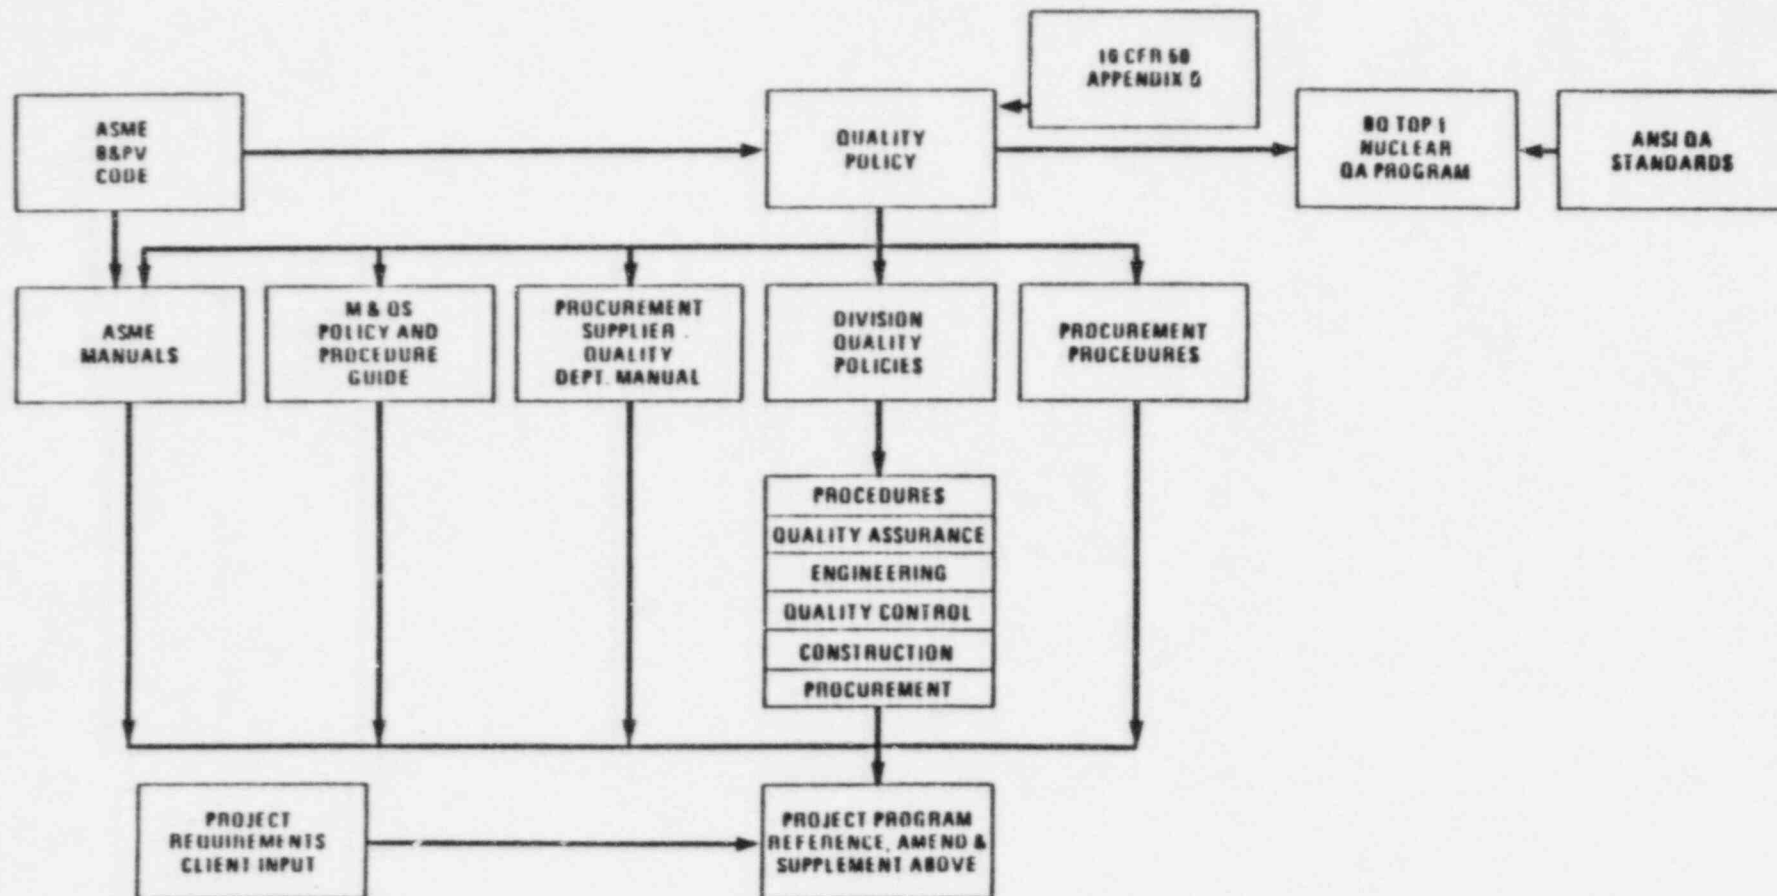 10 CFR 50
APPENDIX B
ASME
B&PV
CODE
QUALITY
POLICY
BQ TOP 1
NUCLEAR
QA PROGRAM
ANSI QA
STANDARDS
ASME
MANUALS
M & QS
POLICY AND
PROCEDURE
GUIDE
PROCUREMENT
SUPPLIER
QUALITY
DEPT. MANUAL
DIVISION
QUALITY
POLICIES
PROCUREMENT
PROCEDURES
PROCEDURES
QUALITY ASSURANCE
ENGINEERING
QUALITY CONTROL
CONSTRUCTION
PROCUREMENT
PROJECT
REQUIREMENTS
CLIENT INPUT
PROJECT PROGRAM
REFERENCE, AMEND &
SUPPLEMENT ABOVE